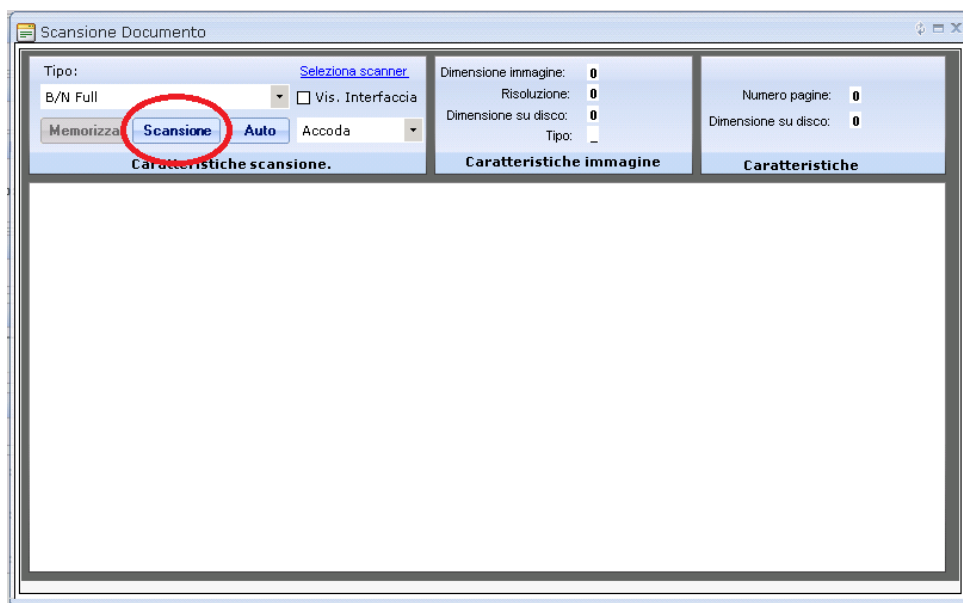 Scansione Documento
Tipo:
Seleziona scanner
B/N Full
Vis. Interfaccia
Memorizza
Scansione
Auto
Accoda
Caratteristiche scansione.
Dimensione immagine: 0
Risoluzione: 0
Dimensione su disco: 0
Tipo: _
Caratteristiche immagine
Numero pagine: 0
Dimensione su disco: 0
Caratteristiche